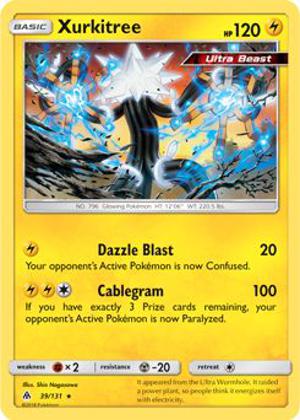 BASIC Xurkitree HP120
Ultra Beast
NO. 796 Glowing Pokémon HT: 12'06" WT: 220.5 lbs.
Dazzle Blast 20
Your opponent's Active Pokémon is now Confused.
Cablegram 100
If you have exactly 3 Prize cards remaining, your
opponent's Active Pokémon is now Paralyzed.
weakness ×2 resistance -20 retreat
Illus. Shin Nagasawa
39/131
©2018 Pokémon
It appeared from the Ultra Wormhole. It raided
a power plant, so people think it energizes
itself with electricity.